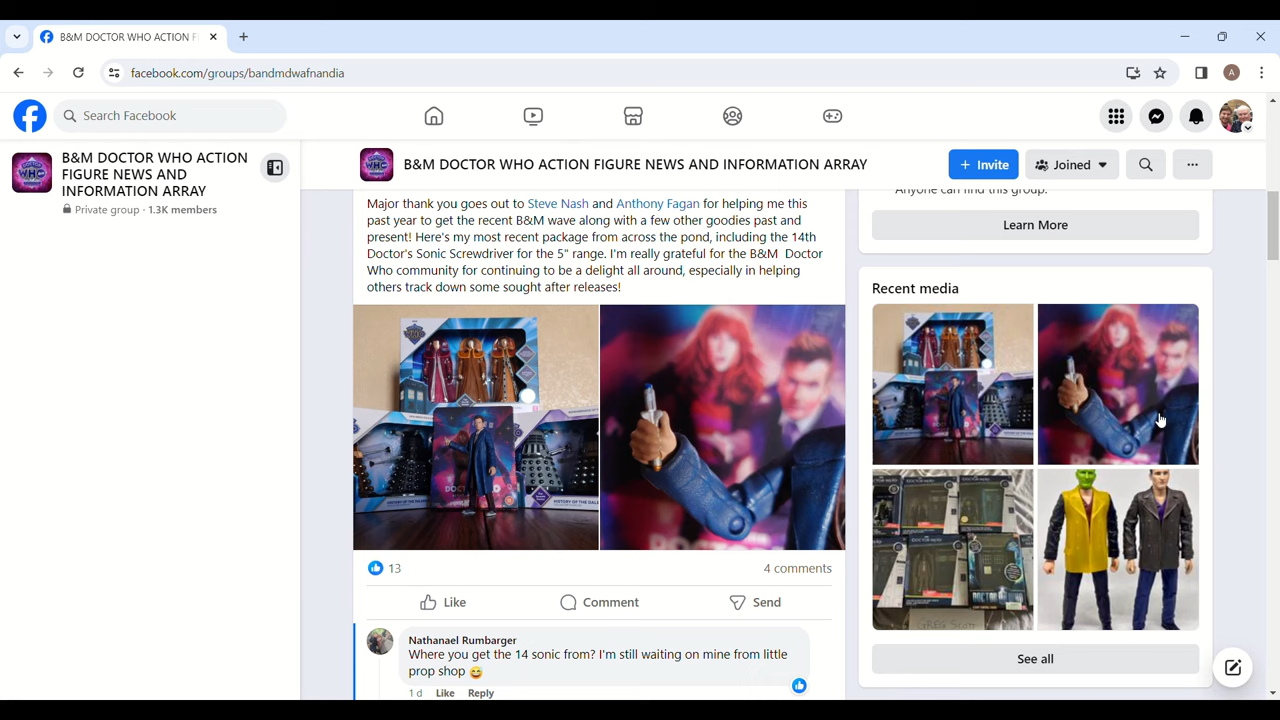 B&M DOCTOR WHO ACTION F
facebook.com/groups/bandmdwafnandia
A
Search Facebook
B&M DOCTOR WHO ACTION
FIGURE NEWS AND
INFORMATION ARRAY
Private group · 1.3K members
B&M DOCTOR WHO ACTION FIGURE NEWS AND INFORMATION ARRAY
+ Invite
Joined
Major thank you goes out to Steve Nash and Anthony Fagan for helping me this
past year to get the recent B&M wave along with a few other goodies past and
present! Here's my most recent package from across the pond, including the 14th
Doctor's Sonic Screwdriver for the 5" range. I'm really grateful for the B&M Doctor
Who community for continuing to be a delight all around, especially in helping
others track down some sought after releases!
13
4 comments
Like
Comment
Send
Nathanael Rumbarger
Where you get the 14 sonic from? I'm still waiting on mine from little
prop shop 😅
1 d Like Reply
Anyone can find this group.
Learn More
Recent media
See all